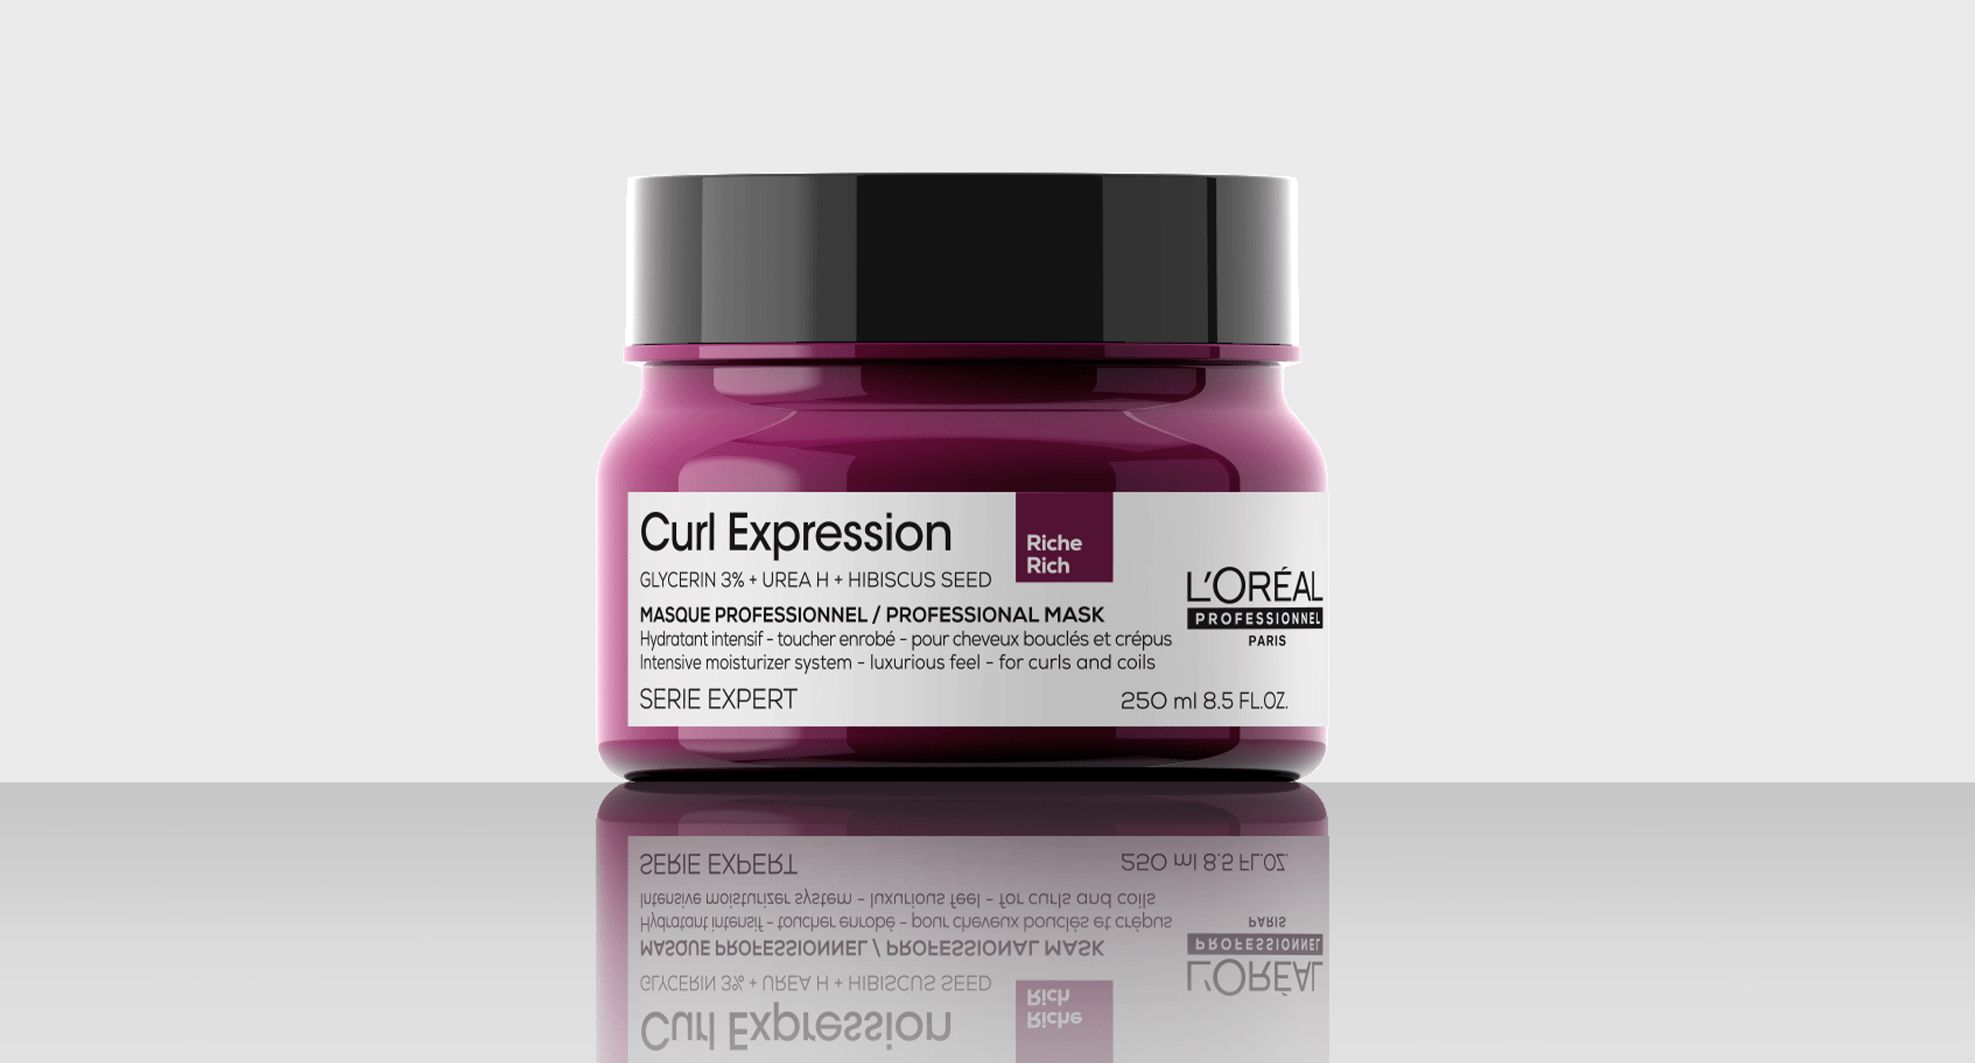 Curl Expression
Riche
Rich
GLYCERIN 3% + UREA H + HIBISCUS SEED
MASQUE PROFESSIONNEL / PROFESSIONAL MASK
Hydratant intensif - toucher enrobé - pour cheveux bouclés et crépus
Intensive moisturizer system - luxurious feel - for curls and coils
SERIE EXPERT
250 ml 8.5 FL.OZ.
L'ORÉAL
PROFESSIONNEL
PARIS